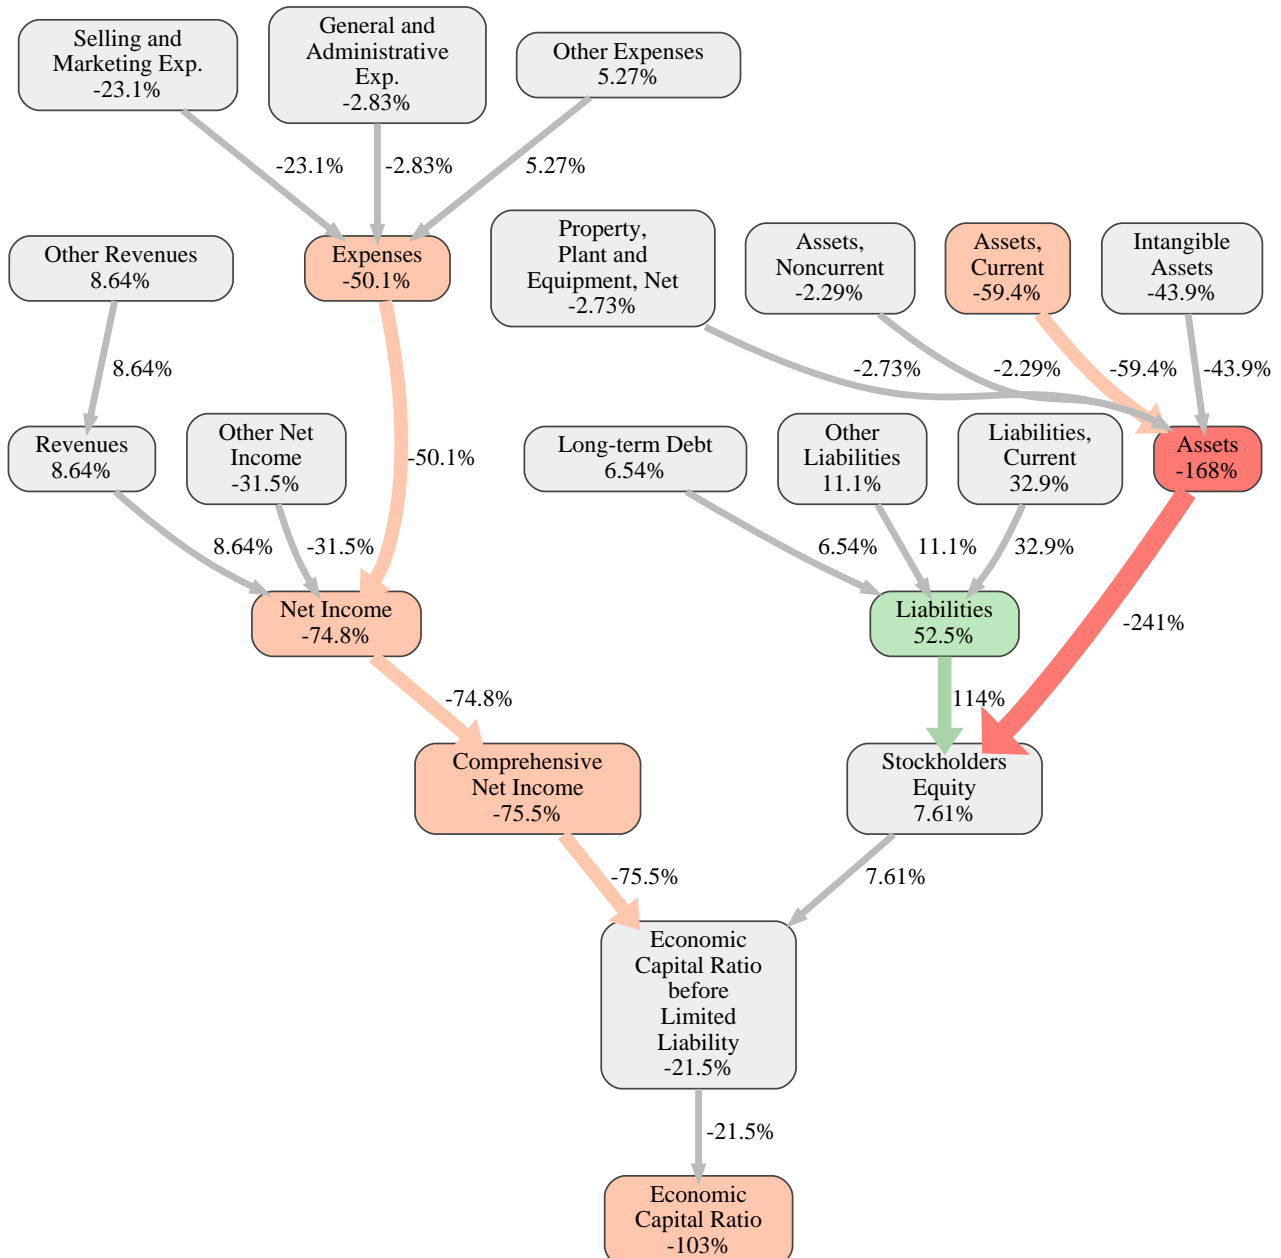 Selling and
Marketing Exp.
-23.1%
General and
Administrative
Exp.
-2.83%
Other Expenses
5.27%
-23.1%
-2.83%
5.27%
Other Revenues
8.64%
Expenses
-50.1%
Property,
Plant and
Equipment, Net
-2.73%
Assets,
Noncurrent
-2.29%
Assets,
Current
-59.4%
Intangible
Assets
-43.9%
8.64%
-2.73%
-2.29%
-59.4%
-43.9%
Revenues
8.64%
Other Net
Income
-31.5%
-50.1%
Long-term Debt
6.54%
Other
Liabilities
11.1%
Liabilities,
Current
32.9%
Assets
-168%
8.64%
-31.5%
6.54%
11.1%
32.9%
Net Income
-74.8%
Liabilities
52.5%
-241%
-74.8%
114%
Comprehensive
Net Income
-75.5%
Stockholders
Equity
7.61%
-75.5%
7.61%
Economic
Capital Ratio
before
Limited
Liability
-21.5%
-21.5%
Economic
Capital Ratio
-103%